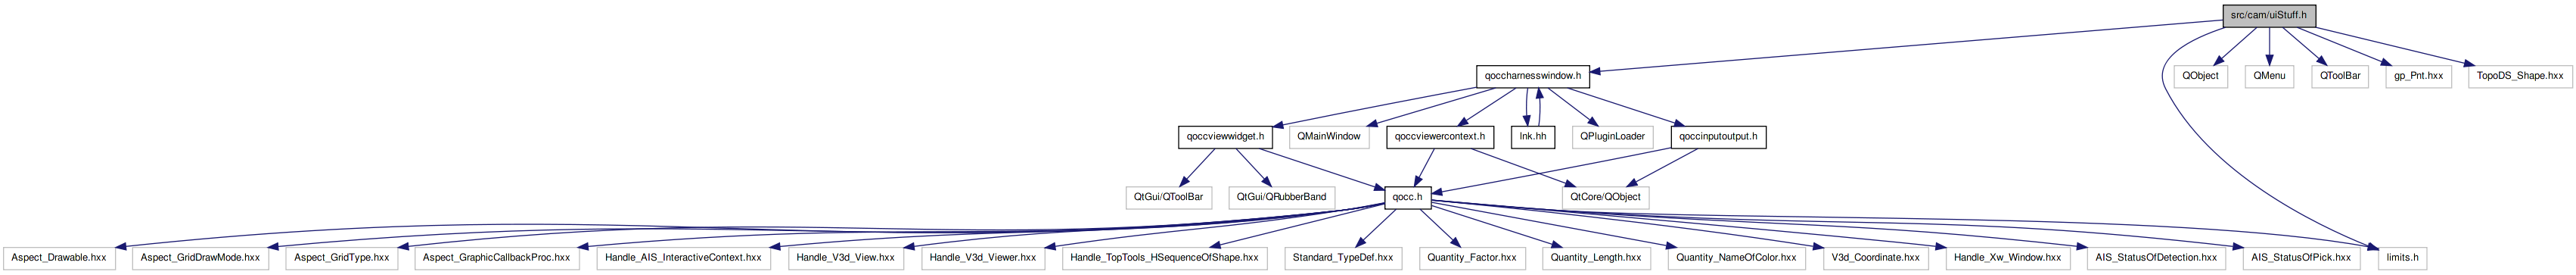 src/cam/uiStuff.h
qoccharnesswindow.h
QObject
QMenu
QToolBar
gp_Pnt.hxx
TopoDS_Shape.hxx
qoccviewwidget.h
QMainWindow
qoccviewercontext.h
lnk.hh
QPluginLoader
qoccinputoutput.h
QtGui/QToolBar
QtGui/QRubberBand
qocc.h
QtCore/QObject
Aspect_Drawable.hxx
Aspect_GridDrawMode.hxx
Aspect_GridType.hxx
Aspect_GraphicCallbackProc.hxx
Handle_AIS_InteractiveContext.hxx
Handle_V3d_View.hxx
Handle_V3d_Viewer.hxx
Handle_TopTools_HSequenceOfShape.hxx
Standard_TypeDef.hxx
Quantity_Factor.hxx
Quantity_Length.hxx
Quantity_NameOfColor.hxx
V3d_Coordinate.hxx
Handle_Xw_Window.hxx
AIS_StatusOfDetection.hxx
AIS_StatusOfPick.hxx
limits.h